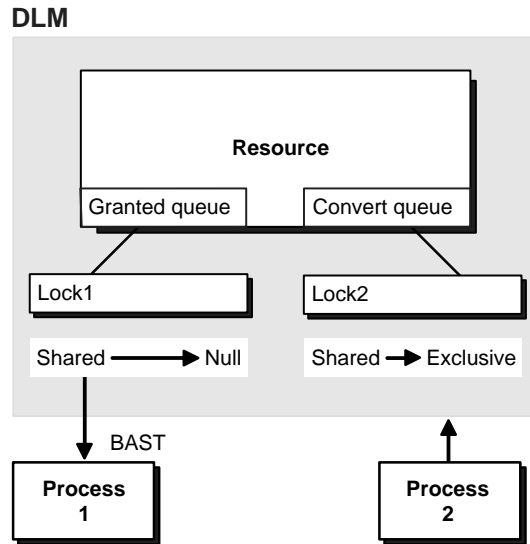 DLM
Resource
Granted queue
Convert queue
Lock1
Lock2
Shared Null
Shared Exclusive
BAST
Process
1
Process
2